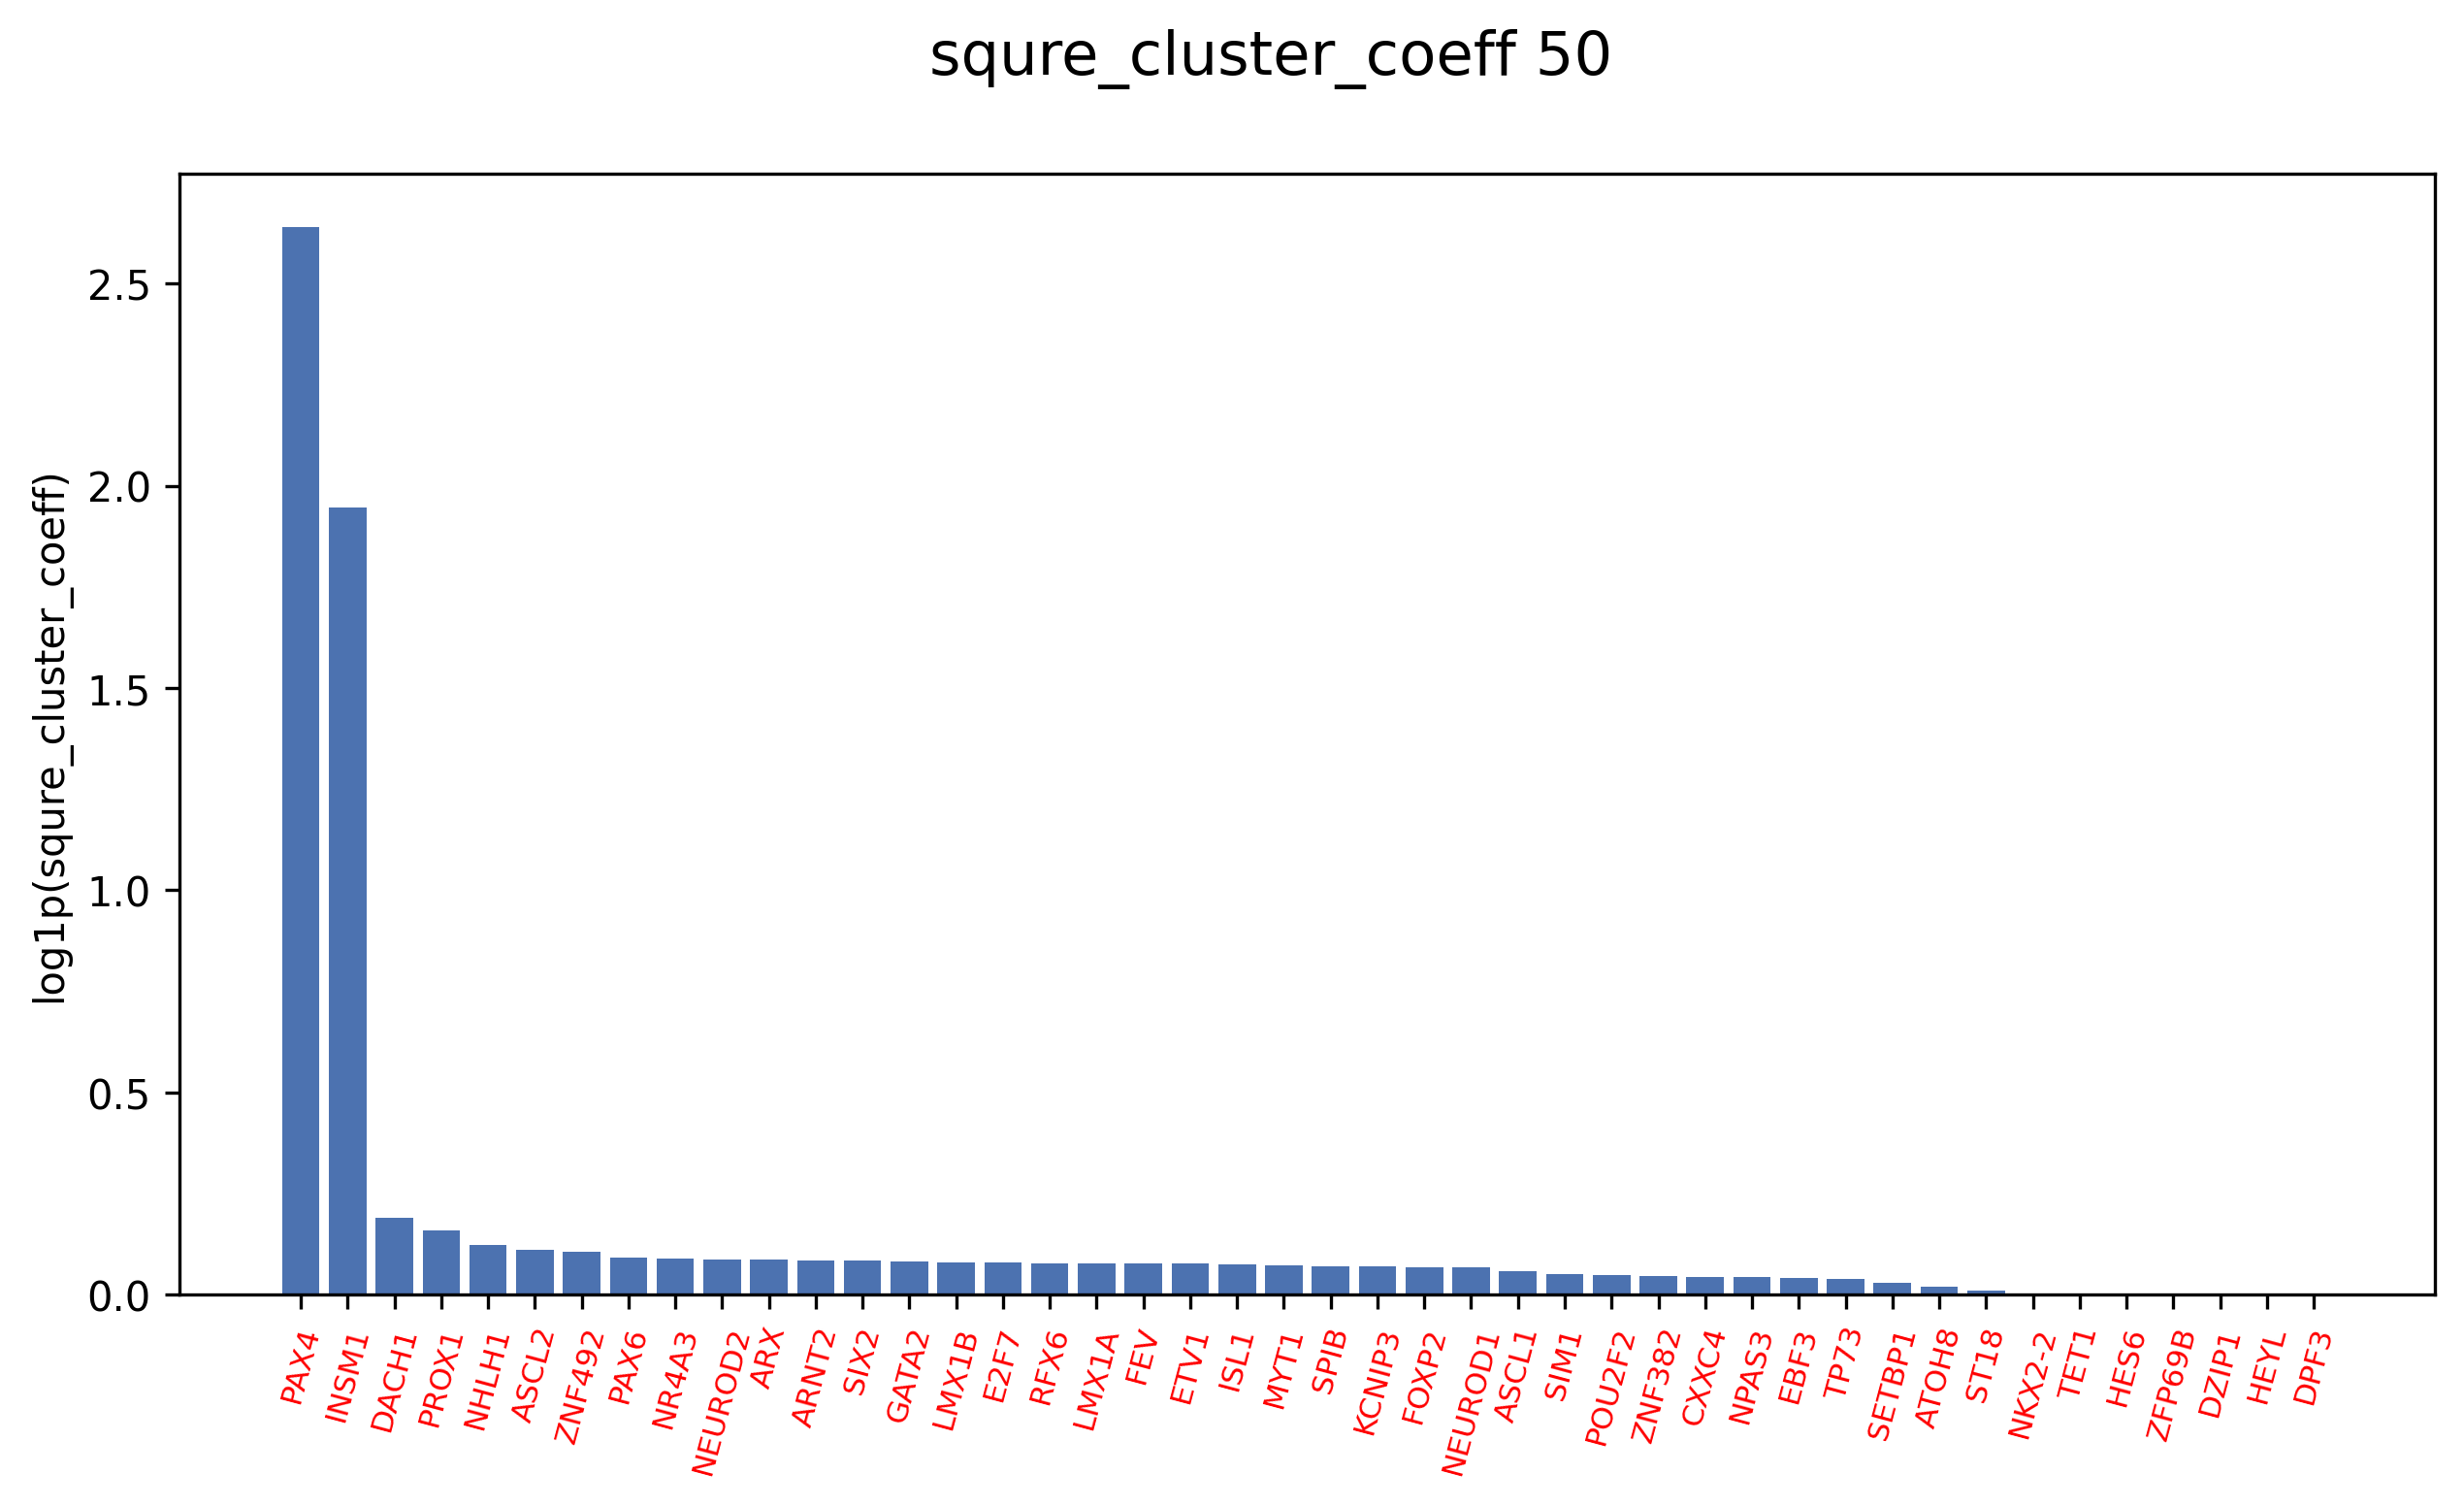 squre_cluster_coeff 50
log1p(squre_cluster_coeff)
2.5
2.0
1.5
1.0
0.5
0.0
PAX4
INSM1
DACH1
PROX1
NHLH1
ASCL2
ZNF492
PAX6
NR4A3
NEUROD2
ARX
ARNT2
SIX2
GATA2
LMX1B
E2F7
RFX6
LMX1A
FEV
ETV1
ISL1
MYT1
SPIB
KCNIP3
FOXP2
NEUROD1
ASCL1
SIM1
POU2F2
ZNF382
CXXC4
NPAS3
EBF3
TP73
SETBP1
ATOH8
ST18
NKX2-2
TET1
HES6
ZFP69B
DZIP1
HEYL
DPF3